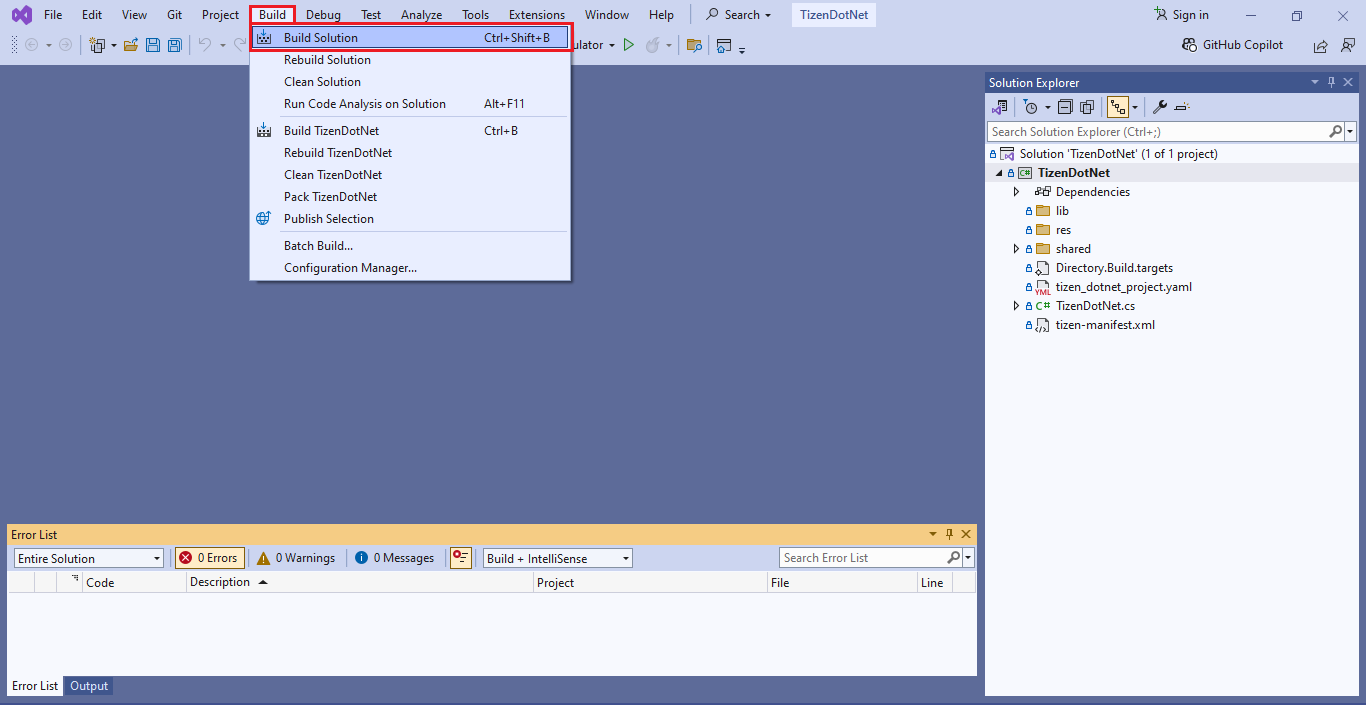 File Edit View Git Project Build Debug Test Analyze Tools Extensions Window Help Search TizenDotNet Sign in
GitHub Copilot
Build Solution Ctrl+Shift+B
Rebuild Solution
Clean Solution
Run Code Analysis on Solution Alt+F11
Build TizenDotNet Ctrl+B
Rebuild TizenDotNet
Clean TizenDotNet
Pack TizenDotNet
Publish Selection
Batch Build...
Configuration Manager...
Solution Explorer
Search Solution Explorer (Ctrl+;)
Solution 'TizenDotNet' (1 of 1 project)
C# TizenDotNet
Dependencies
lib
res
shared
Directory.Build.targets
YML tizen_dotnet_project.yaml
C# TizenDotNet.cs
tizen-manifest.xml
Error List
Entire Solution 0 Errors 0 Warnings 0 Messages Build + IntelliSense Search Error List
Code Description Project File Line
Error List Output